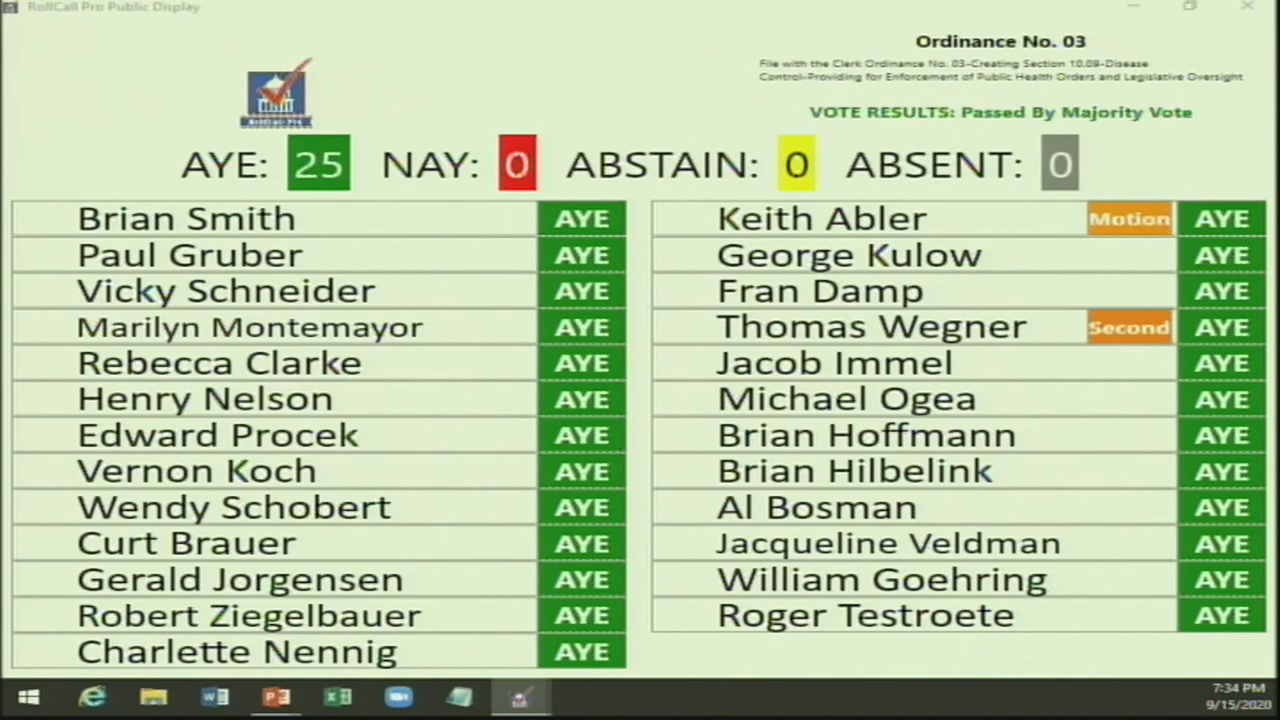 RollCall Pro Public Display
Ordinance No. 03
File with the Clerk Ordinance No. 03-Creating Section 10.09-Disease
Control-Providing for Enforcement of Public Health Orders and Legislative Oversight
VOTE RESULTS: Passed By Majority Vote
RollCall Pro
AYE: 25 NAY: 0 ABSTAIN: 0 ABSENT: 0
Brian Smith AYE
Paul Gruber AYE
Vicky Schneider AYE
Marilyn Montemayor AYE
Rebecca Clarke AYE
Henry Nelson AYE
Edward Procek AYE
Vernon Koch AYE
Wendy Schobert AYE
Curt Brauer AYE
Gerald Jorgensen AYE
Robert Ziegelbauer AYE
Charlette Nennig AYE
Keith Abler Motion AYE
George Kulow AYE
Fran Damp AYE
Thomas Wegner Second AYE
Jacob Immel AYE
Michael Ogea AYE
Brian Hoffmann AYE
Brian Hilbelink AYE
Al Bosman AYE
Jacqueline Veldman AYE
William Goehring AYE
Roger Testroete AYE
7:34 PM
9/15/2020